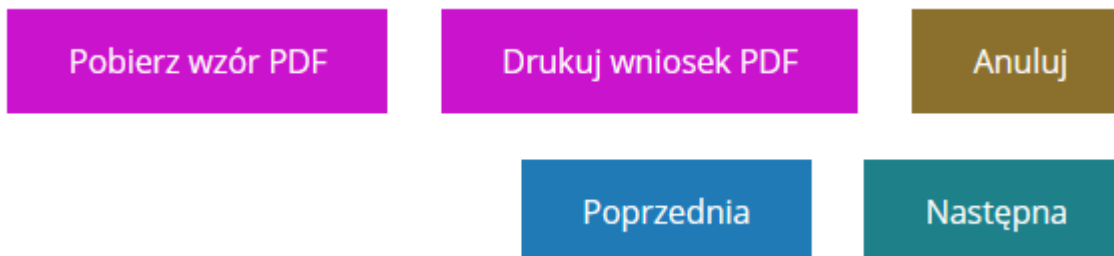 Pobierz wzór PDF Drukuj wniosek PDF Anuluj
Poprzednia Następna